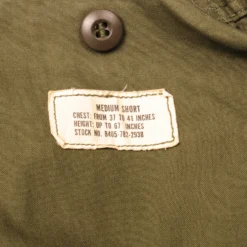 MEDIUM SHORT
CHEST: FROM 37 TO 41 INCHES
HEIGHT: UP TO 67 INCHES
STOCK NO. 8405-782-2938